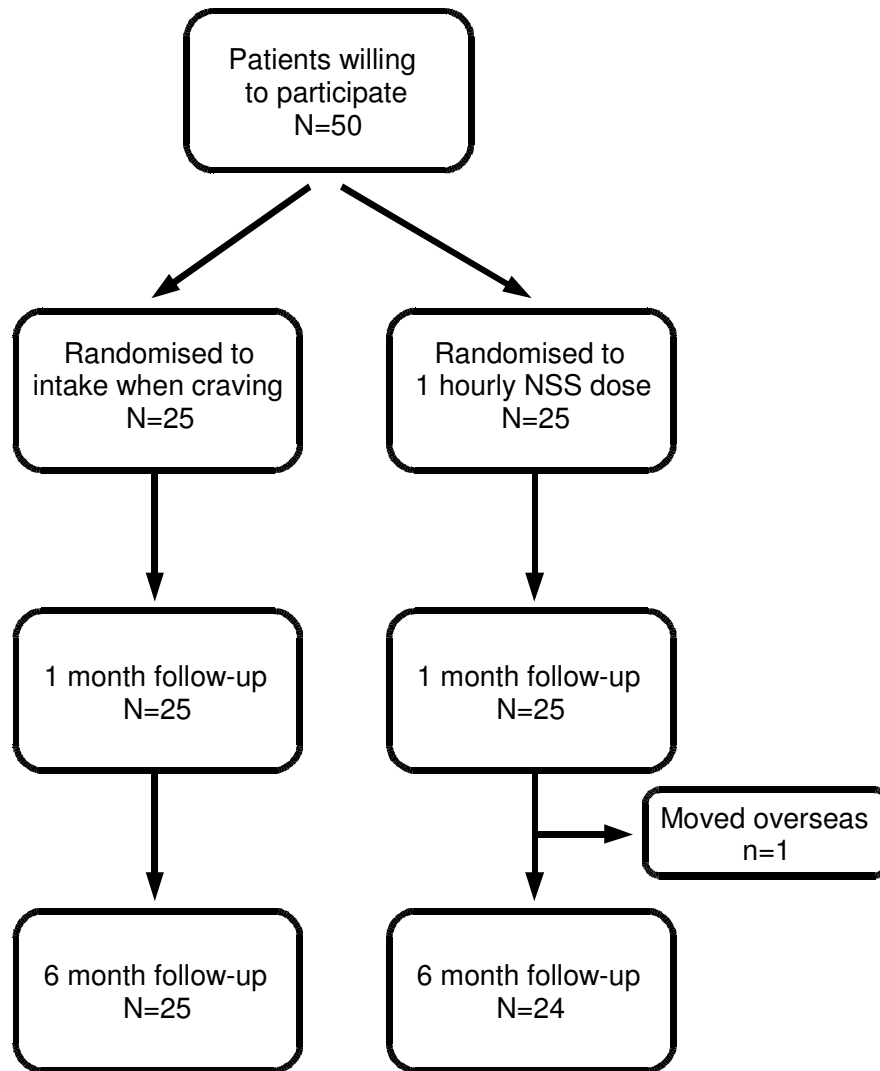 Patients willing
to participate
N=50
Randomised to
intake when craving
N=25
Randomised to
1 hourly NSS dose
N=25
1 month follow-up
N=25
1 month follow-up
N=25
Moved overseas
n=1
6 month follow-up
N=25
6 month follow-up
N=24